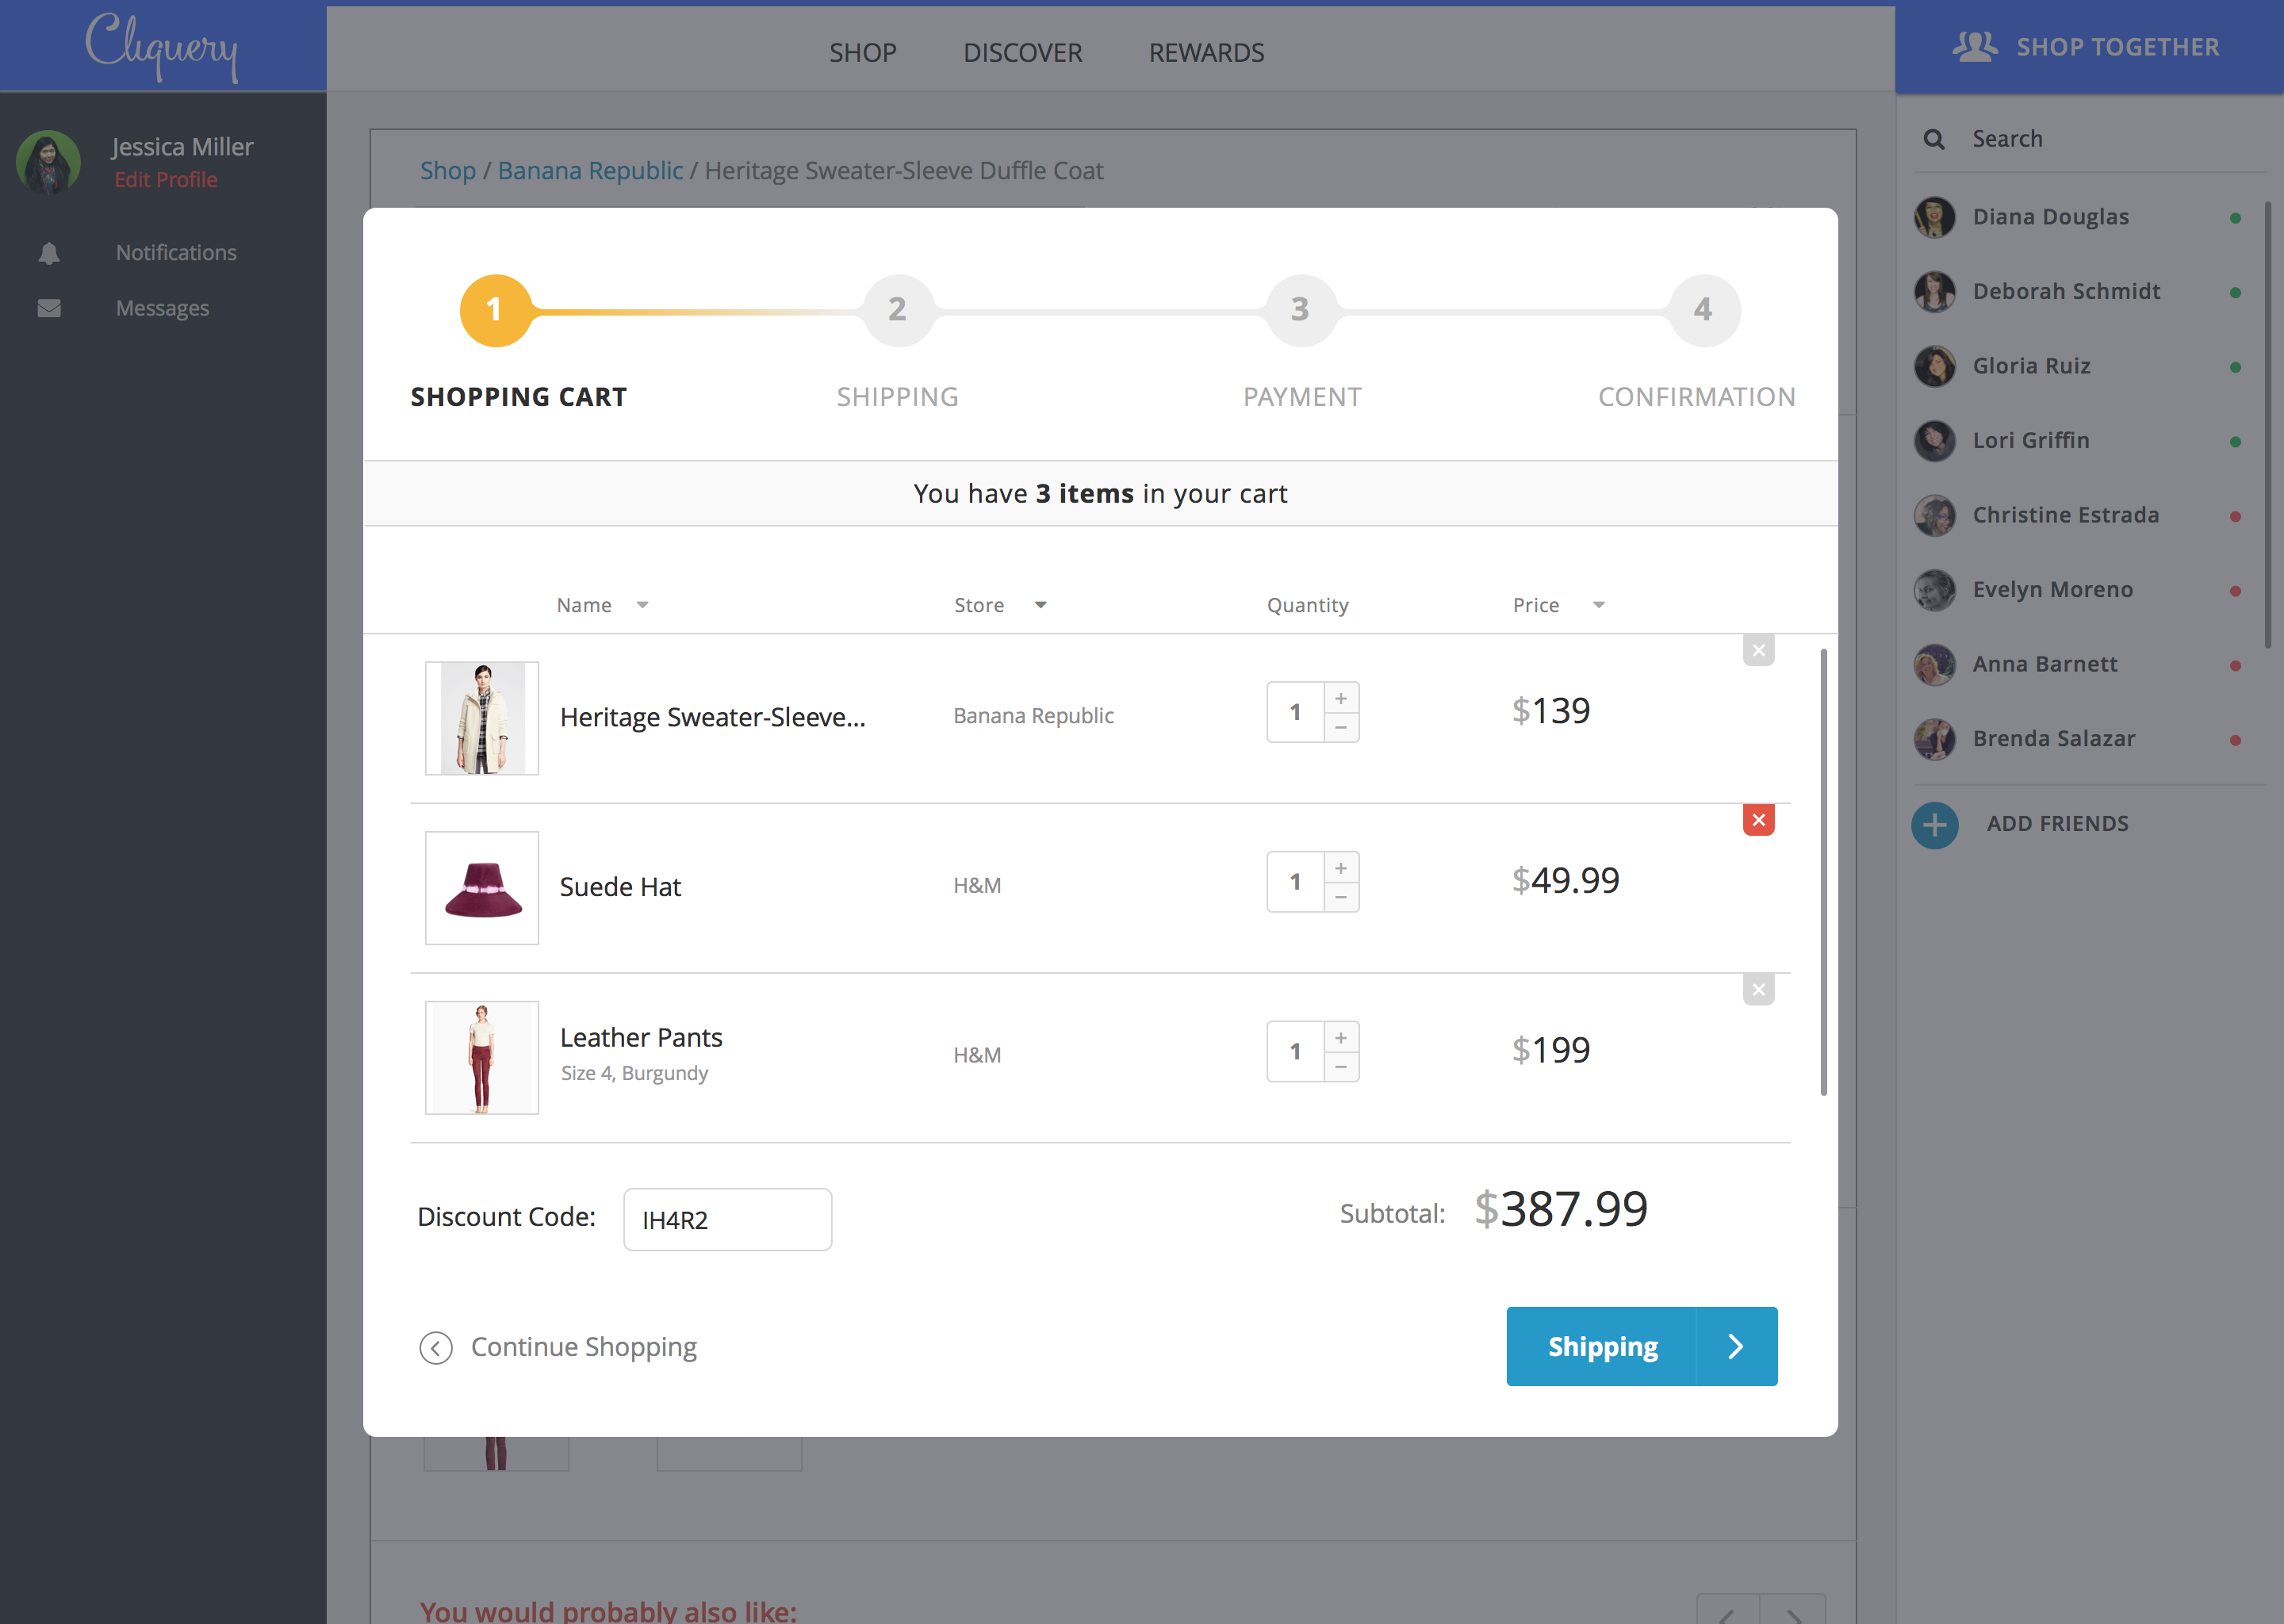 Cliquery
SHOP DISCOVER REWARDS
SHOP TOGETHER
Jessica Miller
Edit Profile
Notifications
Messages
Shop / Banana Republic / Heritage Sweater-Sleeve Duffle Coat
1 2 3 4
SHOPPING CART SHIPPING PAYMENT CONFIRMATION
You have 3 items in your cart
Name Store Quantity Price
Heritage Sweater-Sleeve... Banana Republic 1 + − $139
Suede Hat H&M 1 + − $49.99
Leather Pants H&M 1 + − $199
Size 4, Burgundy
Discount Code: IH4R2 Subtotal: $387.99
Continue Shopping Shipping
You would probably also like:
Search
Diana Douglas
Deborah Schmidt
Gloria Ruiz
Lori Griffin
Christine Estrada
Evelyn Moreno
Anna Barnett
Brenda Salazar
ADD FRIENDS